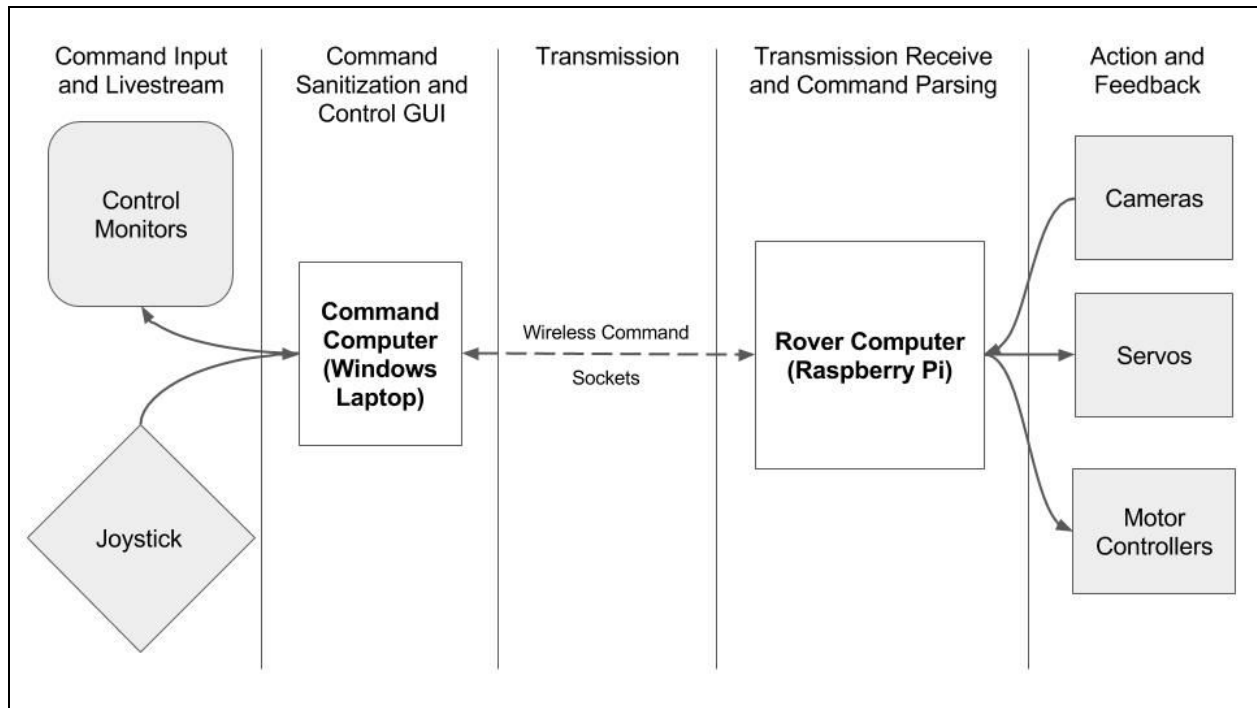 Command Input
and Livestream
Command
Sanitization and
Control GUI
Transmission
Transmission Receive
and Command Parsing
Action and
Feedback
Control
Monitors
Joystick
Command
Computer
(Windows
Laptop)
Wireless Command
Sockets
Rover Computer
(Raspberry Pi)
Cameras
Servos
Motor
Controllers